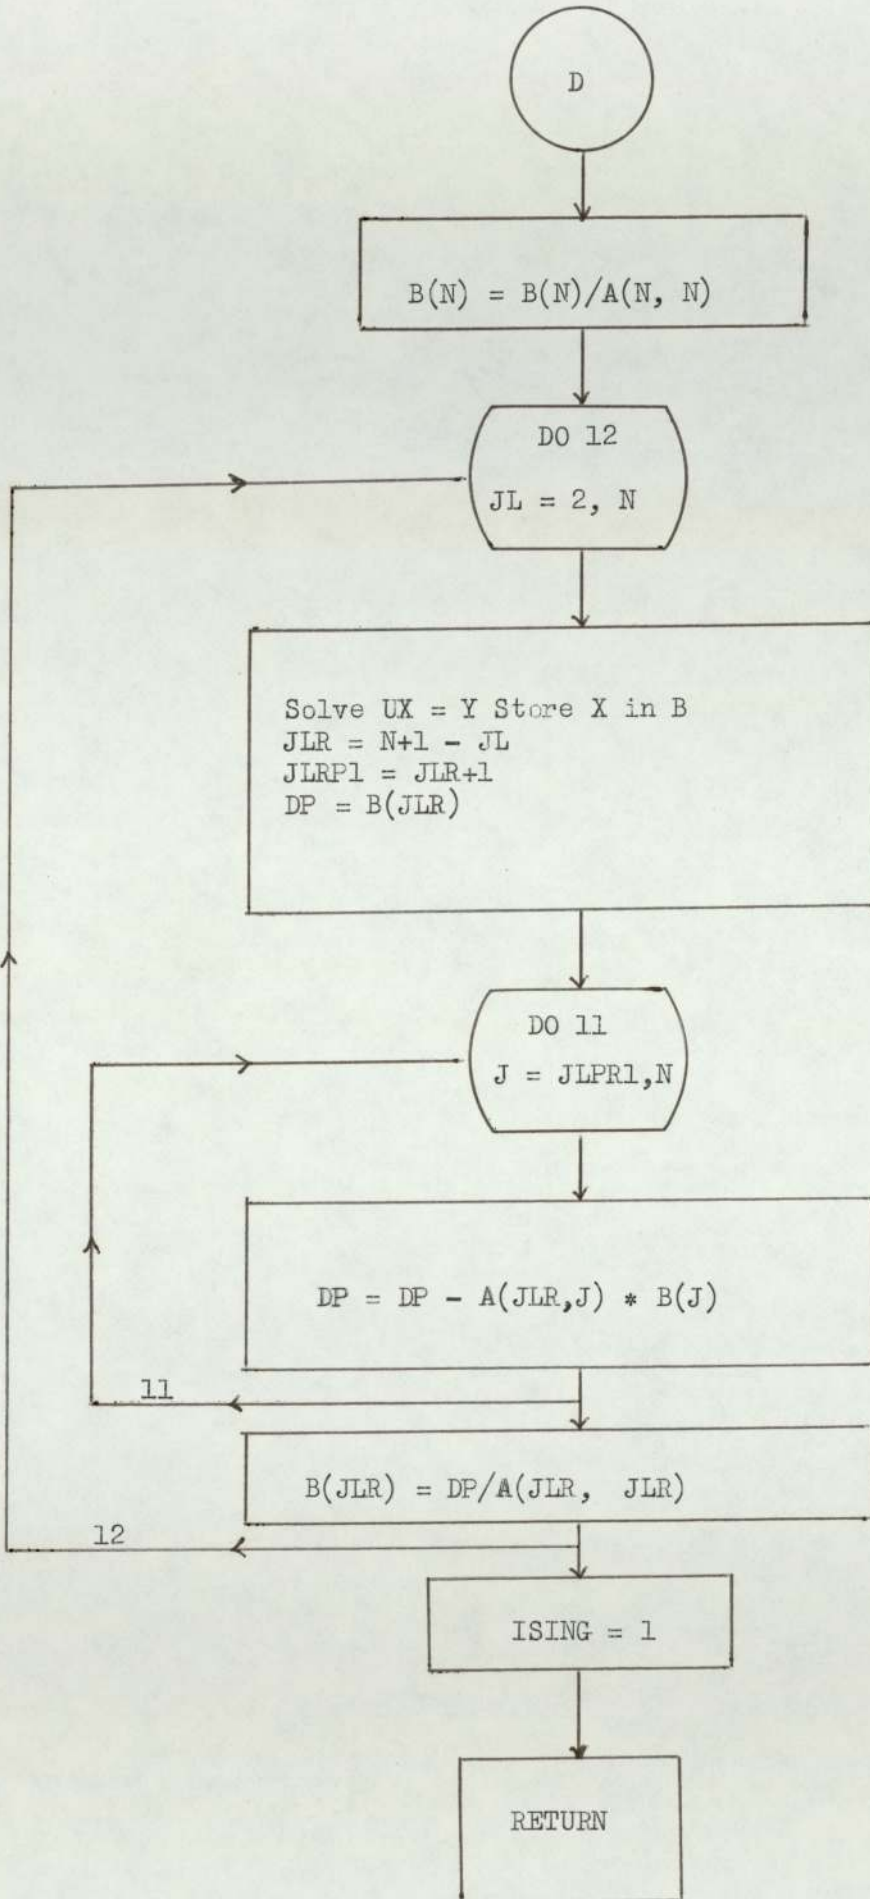 D
B(N) = B(N)/A(N, N)
DO 12
JL = 2, N
Solve UX = Y Store X in B
JLR = N+1 - JL
JLRP1 = JLR+1
DP = B(JLR)
DO 11
J = JLPR1,N
DP = DP - A(JLR,J) * B(J)
11
B(JLR) = DP/A(JLR, JLR)
12
ISING = 1
RETURN